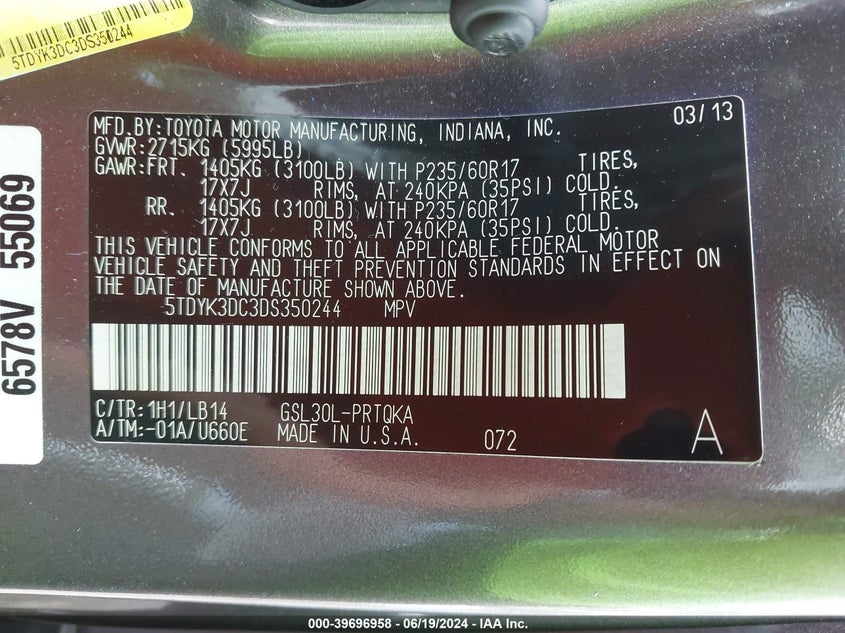 5TDYK3DC3DS350244
6578V 55069
MFD.BY:TOYOTA MOTOR MANUFACTURING, INDIANA, INC. 03/13
GVWR:2715KG (5995LB)
GAWR:FRT. 1405KG (3100LB) WITH P235/60R17 TIRES,
17X7J RIMS, AT 240KPA (35PSI) COLD.
RR. 1405KG (3100LB) WITH P235/60R17 TIRES,
17X7J RIMS, AT 240KPA (35PSI) COLD.
THIS VEHICLE CONFORMS TO ALL APPLICABLE FEDERAL MOTOR
VEHICLE SAFETY AND THEFT PREVENTION STANDARDS IN EFFECT ON
THE DATE OF MANUFACTURE SHOWN ABOVE.
5TDYK3DC3DS350244 MPV
C/TR:1H1/LB14 GSL30L-PRTQKA
A/TM:-01A/U660E MADE IN U.S.A. 072 A
000-39696958 - 06/19/2024 - IAA Inc.